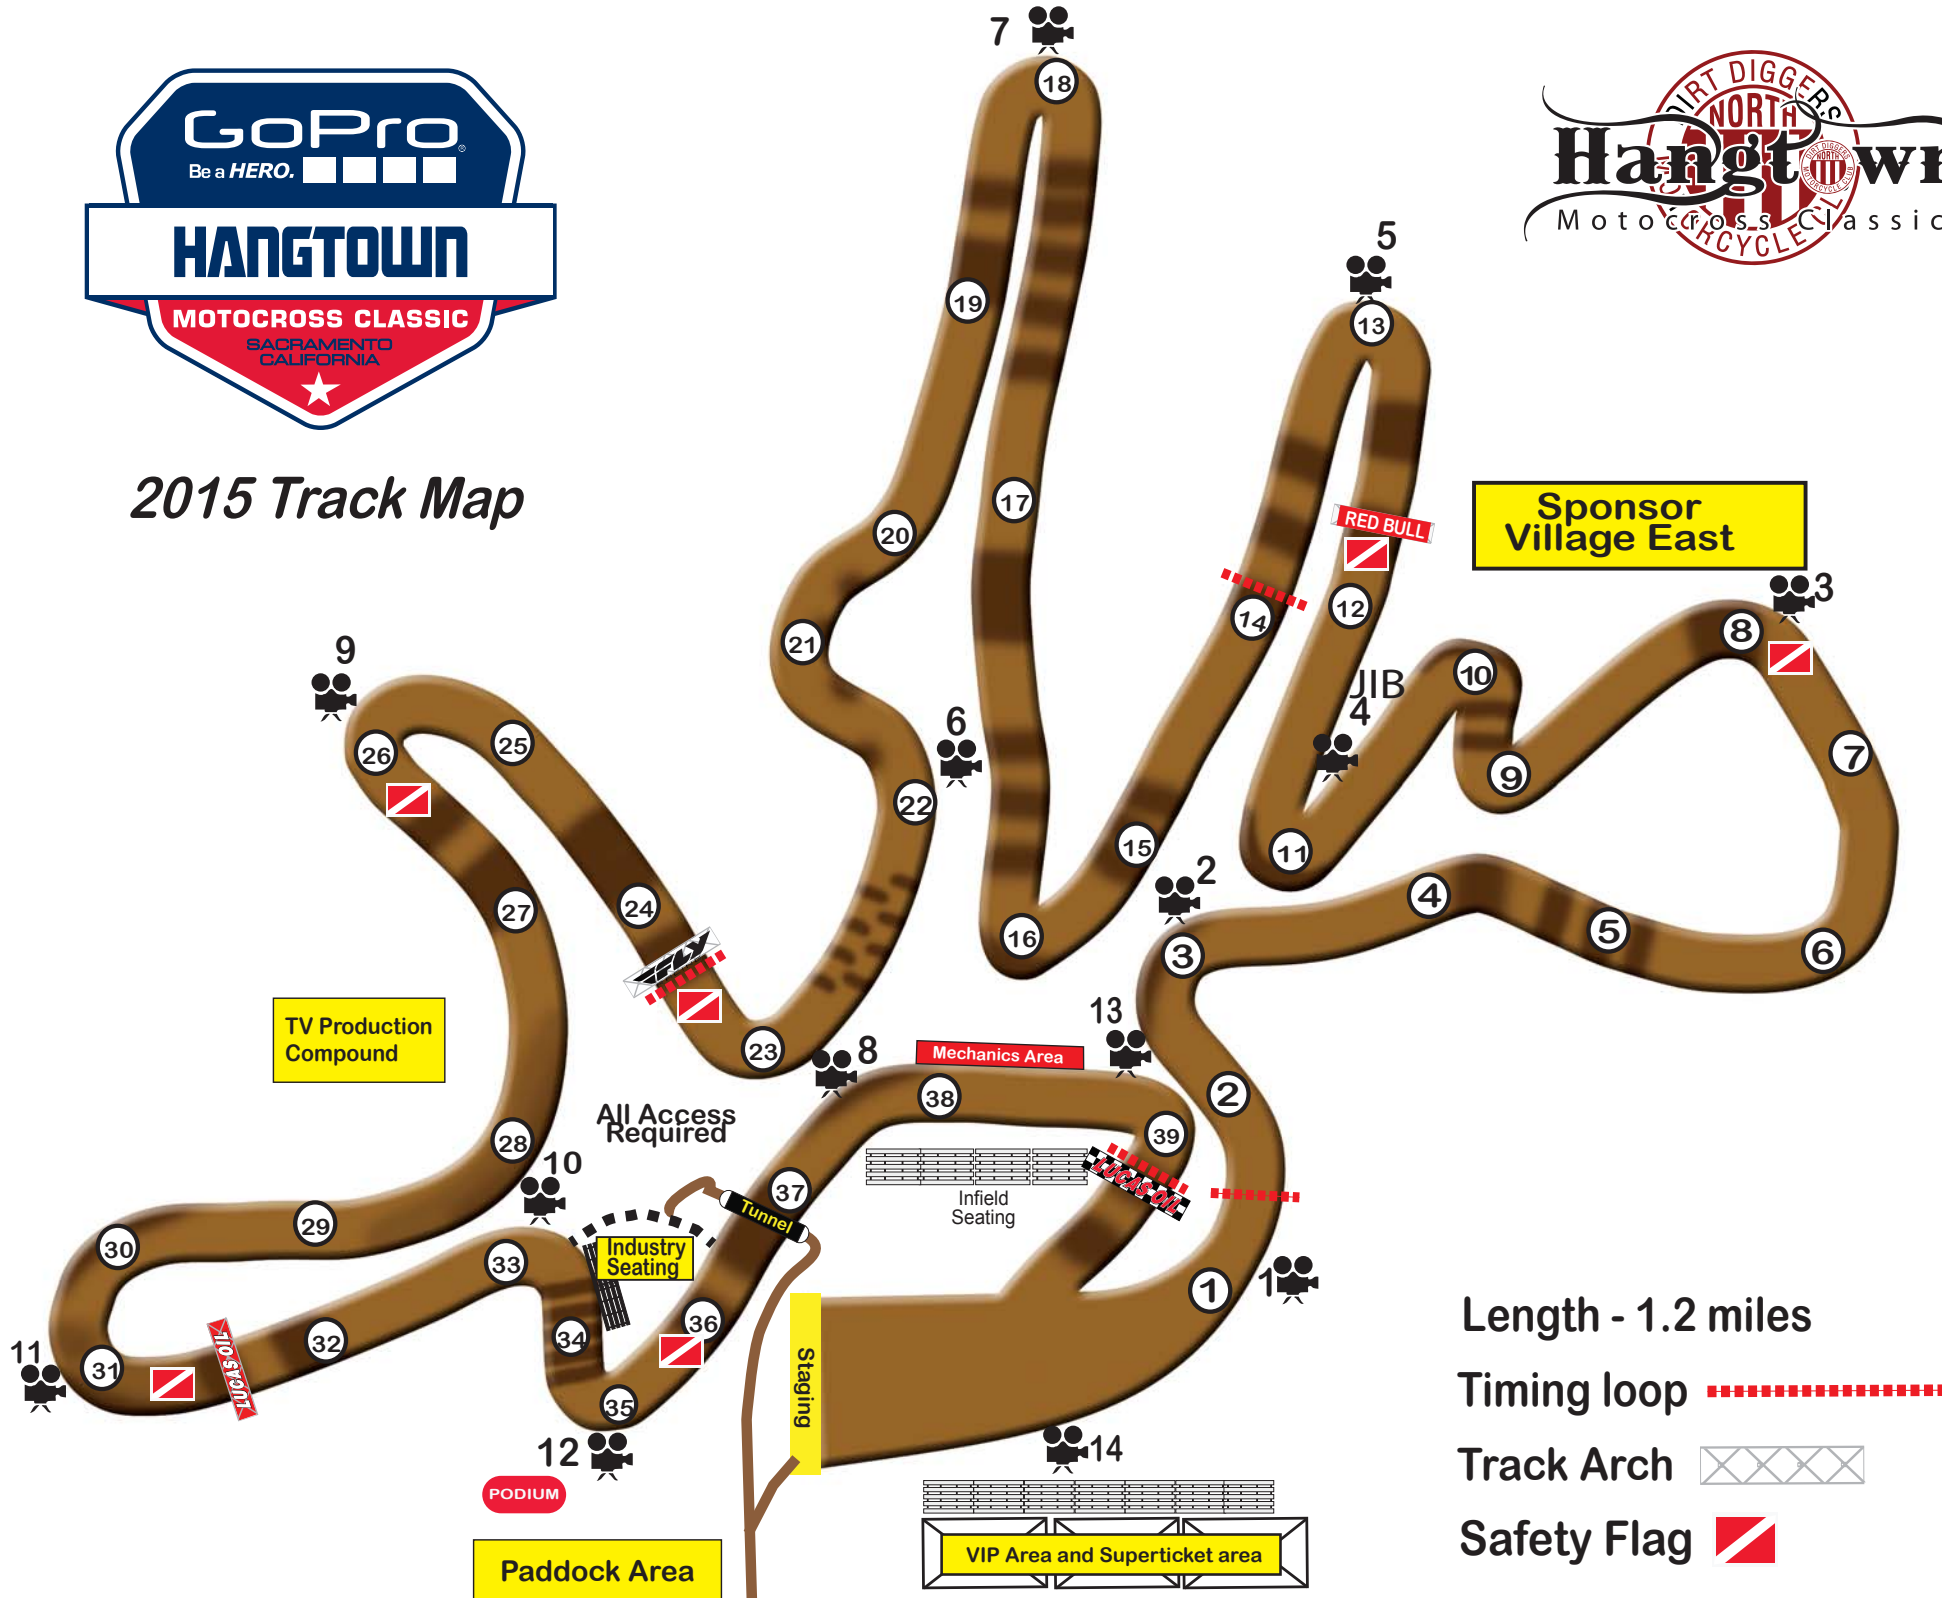 GoPro
Be a HERO.
HANGTOWN
MOTOCROSS CLASSIC
SACRAMENTO
CALIFORNIA
2015 Track Map
DIRT DIGGERS
NORTH
MOTORCYCLE CLUB
Hangtown
Motocross Classic
DIRT DIGGERS
NORTH
MOTORCYCLE CLUB
7
18
5
13
19
17
20
RED BULL
Sponsor
Village East
12
14
3
8
21
10
JIB
4
9
26
25
6
7
9
22
15
11
2
4
24
27
16
3
5
6
FLY
TV Production
Compound
23
13
8
Mechanics Area
38
2
All Access
Required
39
28
10
37
LUCAS OIL
Infield
Seating
Tunnel
29
30
33
Industry
Seating
1
1
36
34
32
LUCAS OIL
11
31
35
Staging
12
14
PODIUM
Paddock Area
VIP Area and Superticket area
Length - 1.2 miles
Timing loop
Track Arch
Safety Flag